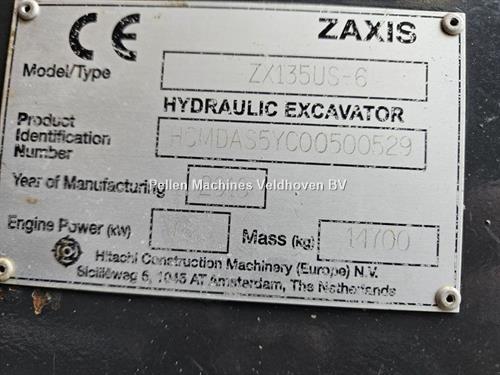 CE ZAXIS
Model/Type ZX135US-6
HYDRAULIC EXCAVATOR
Product
Identification HCMDAS5YC00500529
Number
Pellen Machines Veldhoven BV
Year of Manufacturing
Engine Power (kW) Mass (kg) 14700
Hitachi Construction Machinery (Europe) N.V.
Siciliëweg 5, 1045 AT Amsterdam, The Netherlands